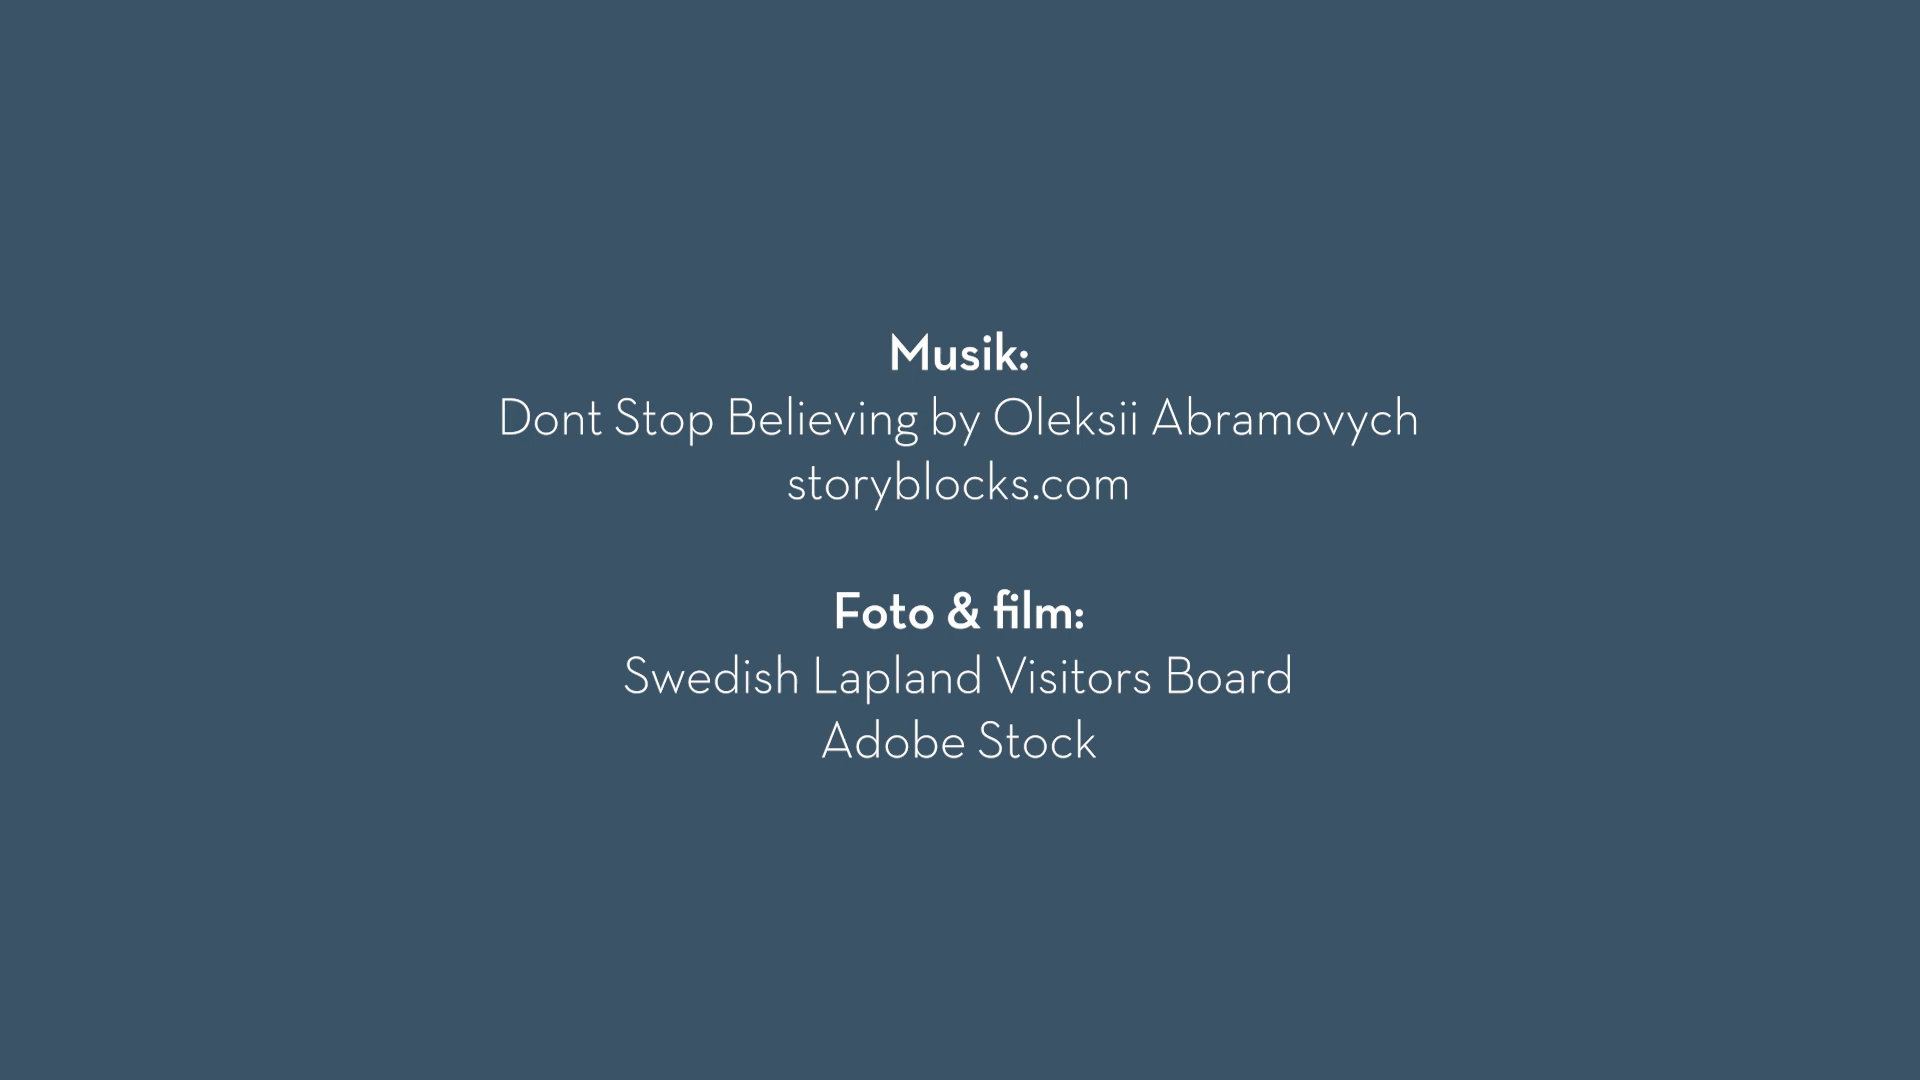 Musik:
Dont Stop Believing by Oleksii Abramovych
storyblocks.com
Foto & film:
Swedish Lapland Visitors Board
Adobe Stock